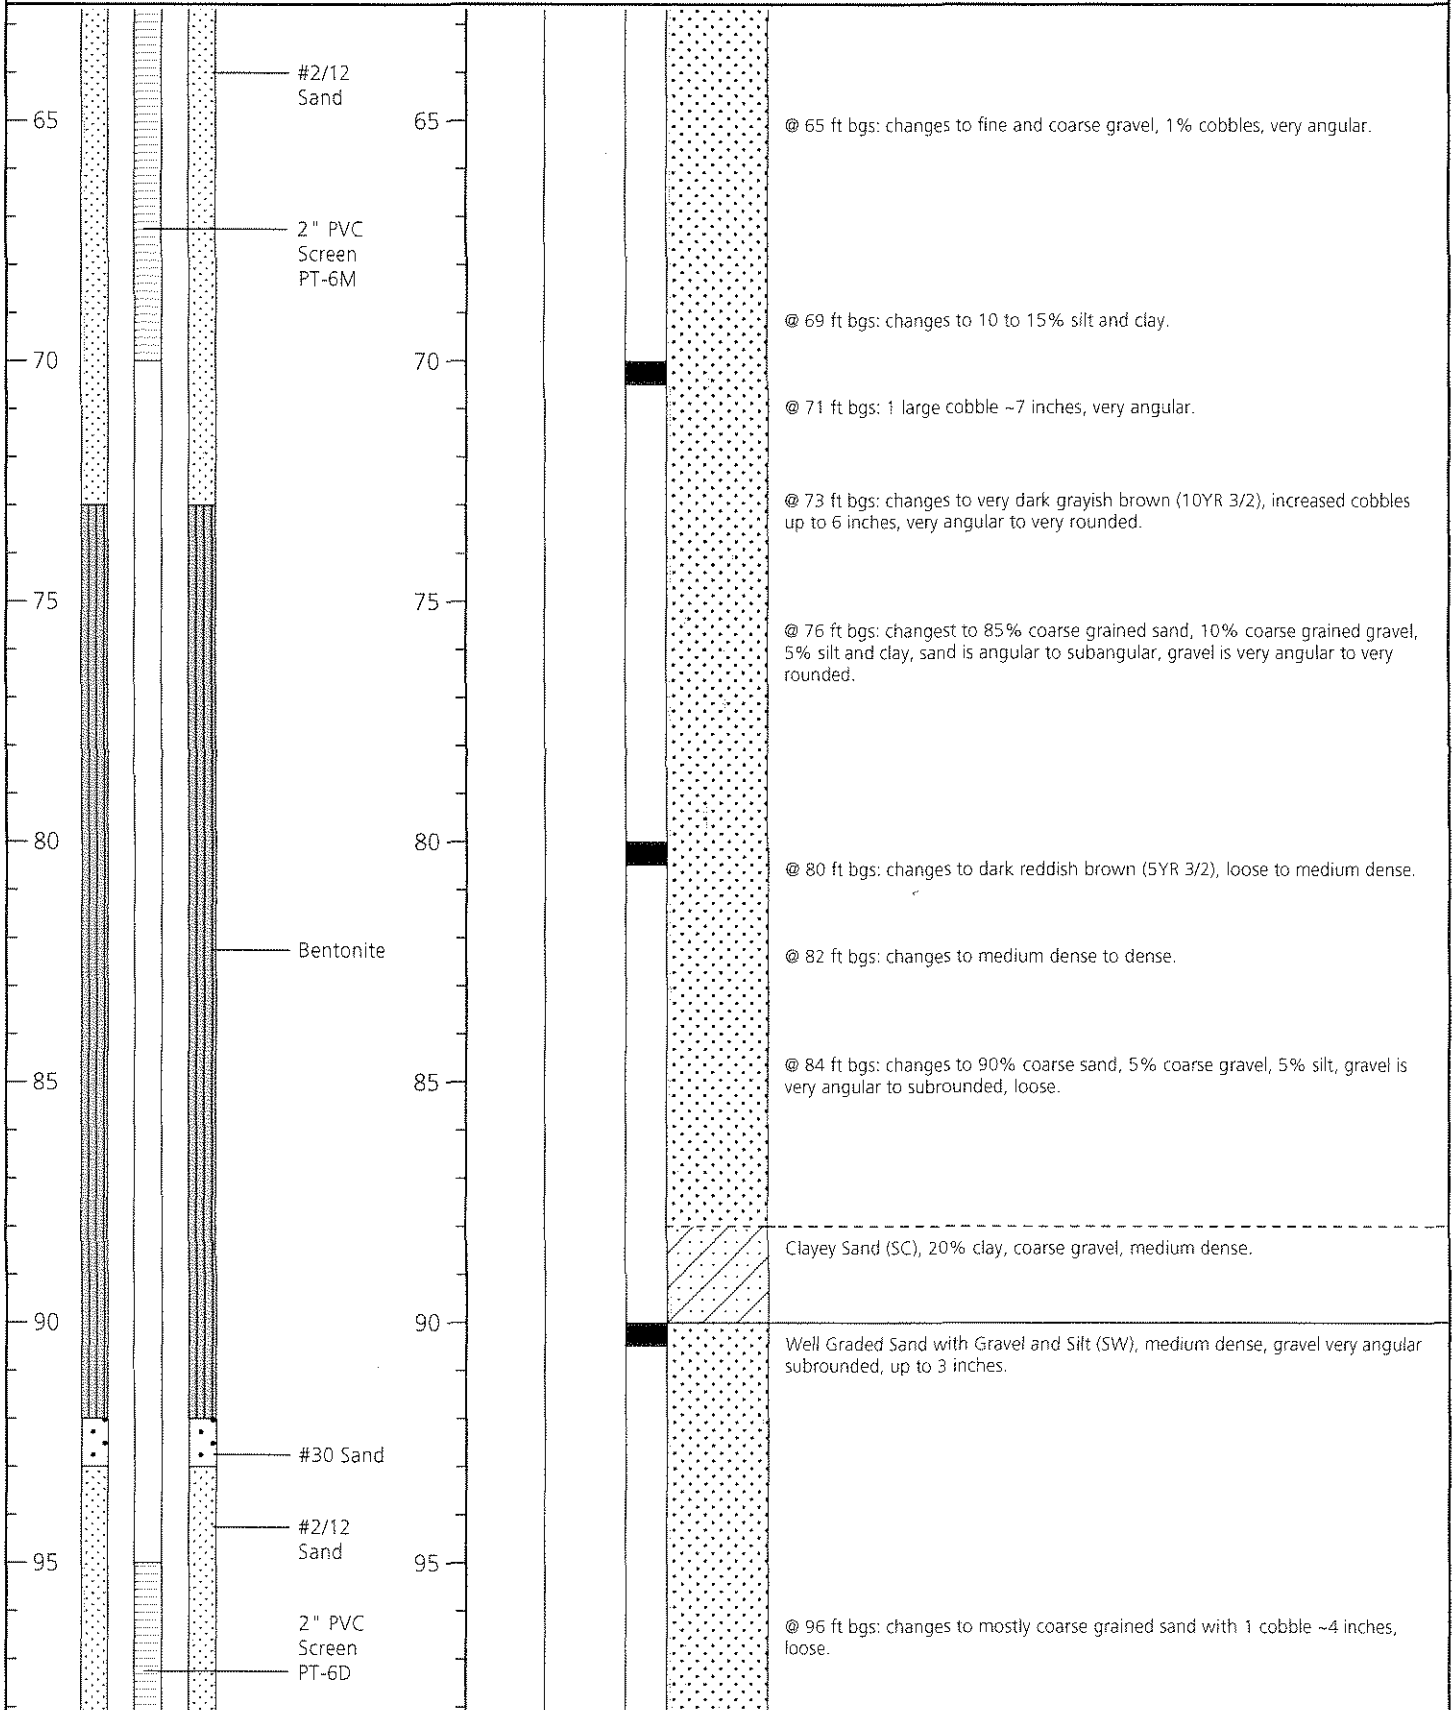 #2/12
Sand
65
65
@ 65 ft bgs: changes to fine and coarse gravel, 1% cobbles, very angular.
2" PVC
Screen
PT-6M
@ 69 ft bgs: changes to 10 to 15% silt and clay.
70
70
@ 71 ft bgs: 1 large cobble ~7 inches, very angular.
@ 73 ft bgs: changes to very dark grayish brown (10YR 3/2), increased cobbles
up to 6 inches, very angular to very rounded.
75
75
@ 76 ft bgs: changest to 85% coarse grained sand, 10% coarse grained gravel,
5% silt and clay, sand is angular to subangular, gravel is very angular to very
rounded.
80
80
@ 80 ft bgs: changes to dark reddish brown (5YR 3/2), loose to medium dense.
Bentonite
@ 82 ft bgs: changes to medium dense to dense.
@ 84 ft bgs: changes to 90% coarse sand, 5% coarse gravel, 5% silt, gravel is
very angular to subrounded, loose.
85
85
Clayey Sand (SC), 20% clay, coarse gravel, medium dense.
90
90
Well Graded Sand with Gravel and Silt (SW), medium dense, gravel very angular
subrounded, up to 3 inches.
#30 Sand
#2/12
Sand
95
95
2" PVC
Screen
PT-6D
@ 96 ft bgs: changes to mostly coarse grained sand with 1 cobble ~4 inches,
loose.